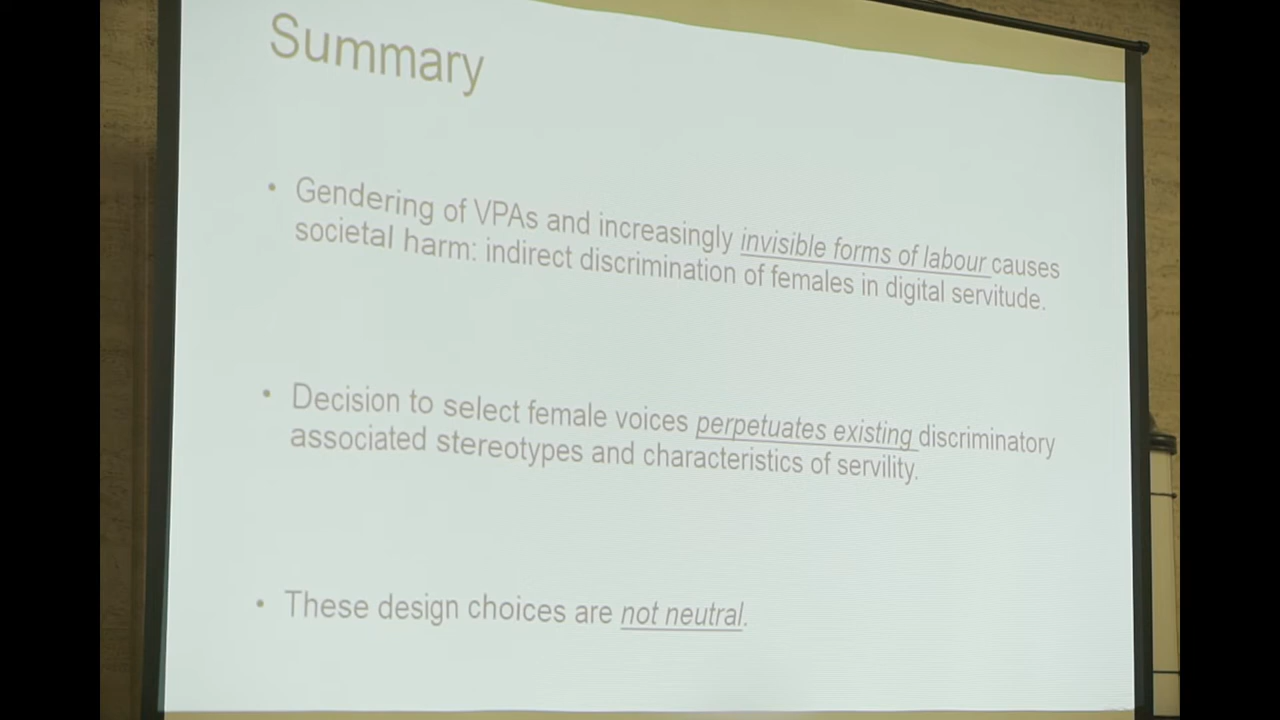 Summary
• Gendering of VPAs and increasingly invisible forms of labour causes
societal harm: indirect discrimination of females in digital servitude.
• Decision to select female voices perpetuates existing discriminatory
associated stereotypes and characteristics of servility.
• These design choices are not neutral.